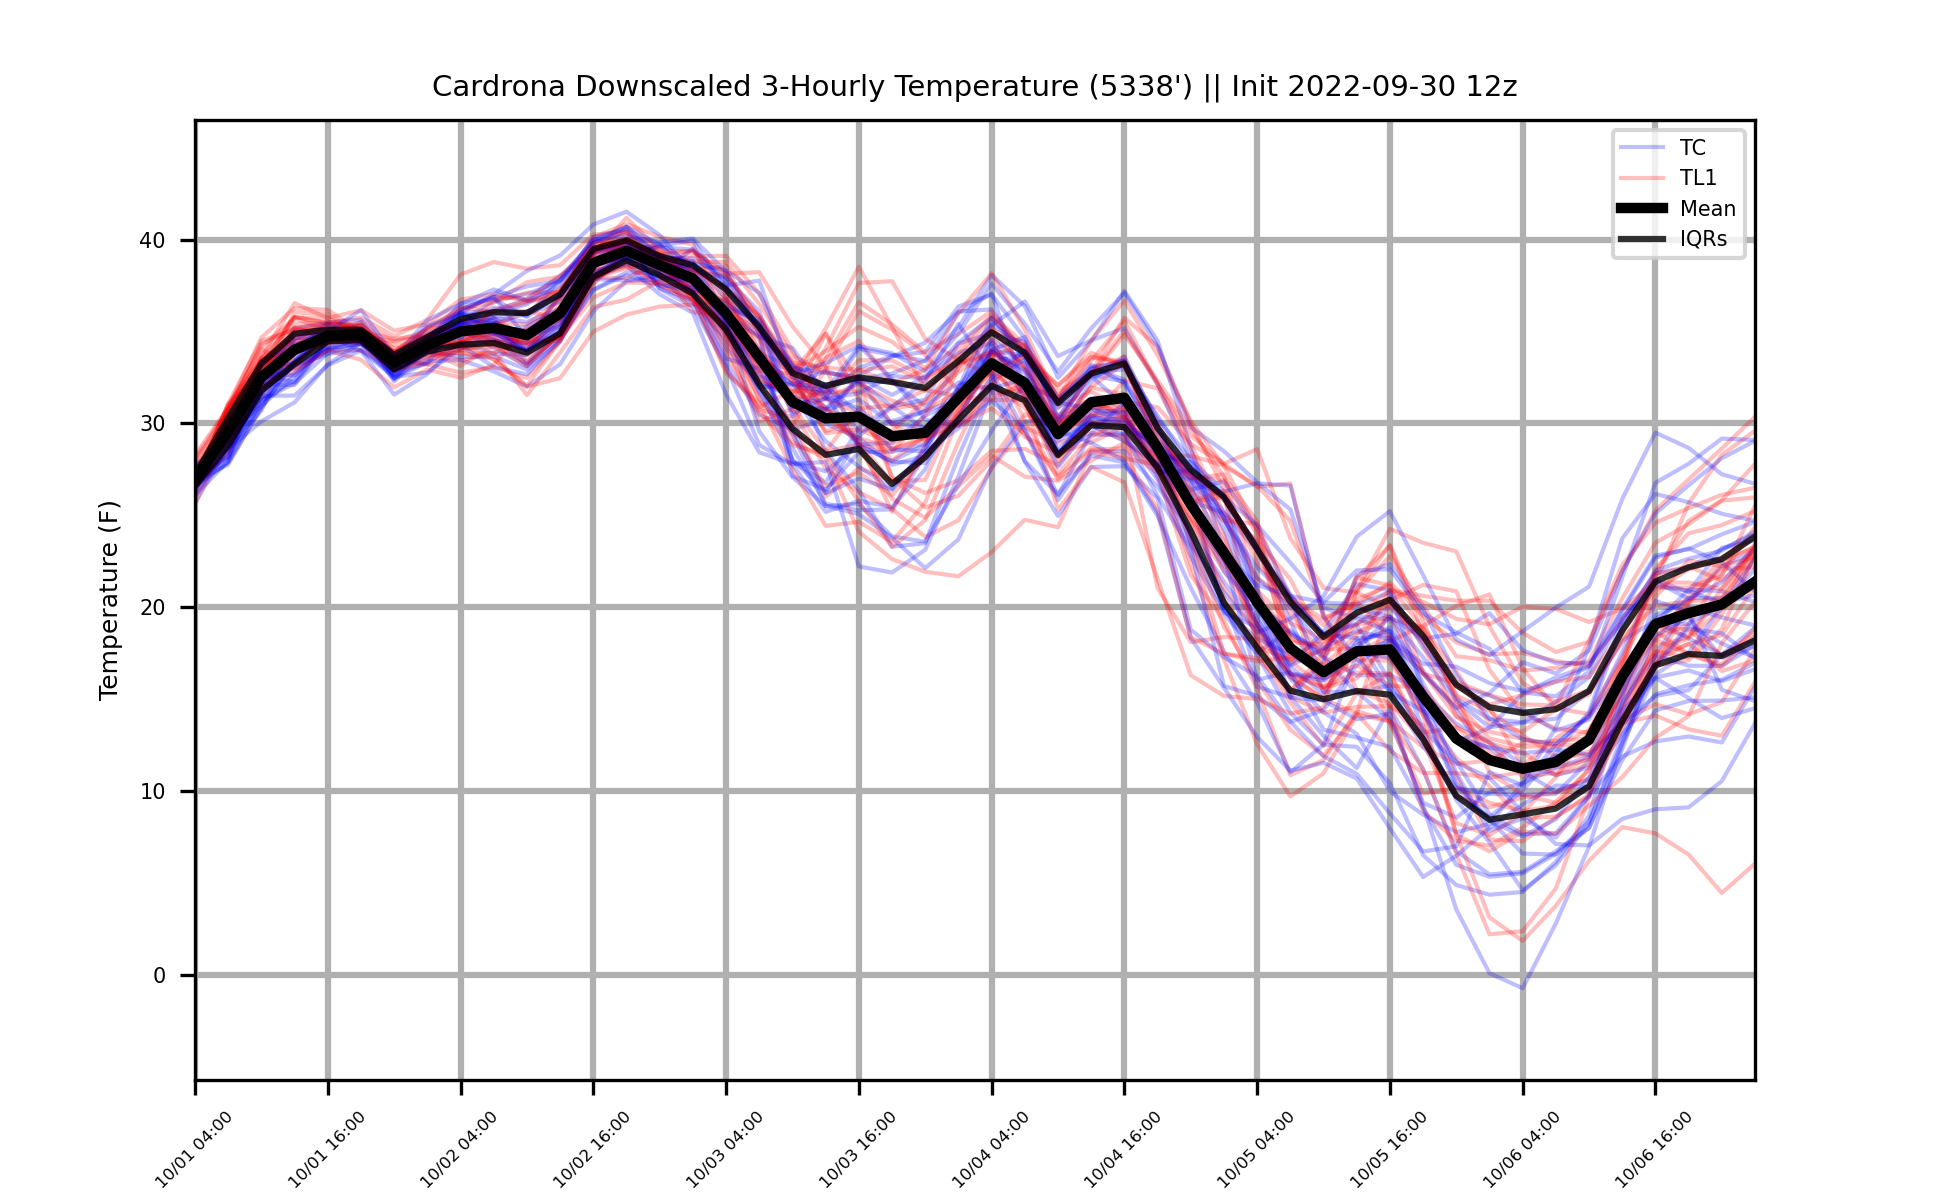 Cardrona Downscaled 3-Hourly Temperature (5338') || Init 2022-09-30 12z
TC
TL1
Mean
IQRs
Temperature (F)
40
30
20
10
0
10/01 04:00
10/01 16:00
10/02 04:00
10/02 16:00
10/03 04:00
10/03 16:00
10/04 04:00
10/04 16:00
10/05 04:00
10/05 16:00
10/06 04:00
10/06 16:00